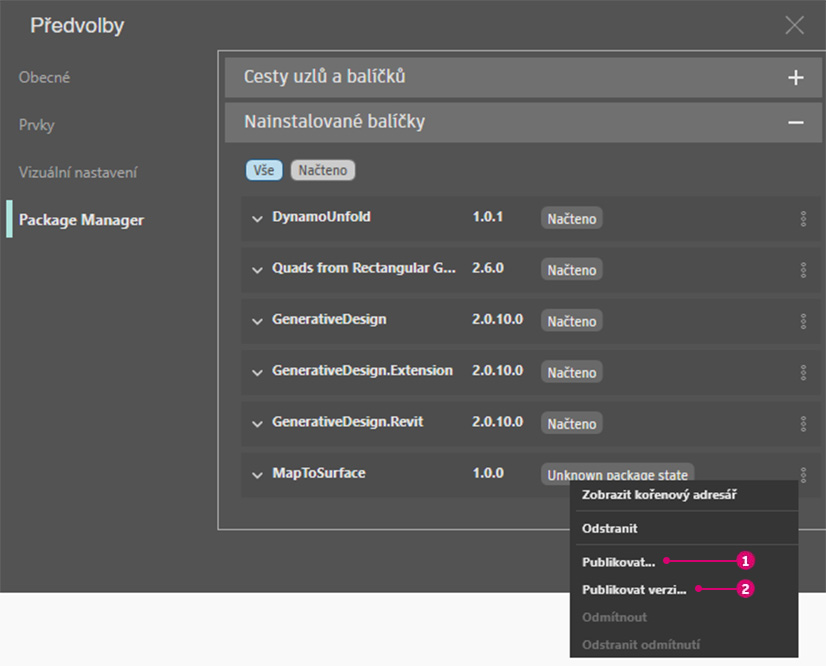 Předvolby
Obecné
Prvky
Vizuální nastavení
Package Manager
Cesty uzlů a balíčků
Nainstalované balíčky
Vše Načteno
DynamoUnfold 1.0.1 Načteno
Quads from Rectangular G... 2.6.0 Načteno
GenerativeDesign 2.0.10.0 Načteno
GenerativeDesign.Extension 2.0.10.0 Načteno
GenerativeDesign.Revit 2.0.10.0 Načteno
MapToSurface 1.0.0 Unknown package state
Zobrazit kořenový adresář
Odstranit
Publikovat... 1
Publikovat verzi... 2
Odmítnout
Odstranit odmítnutí